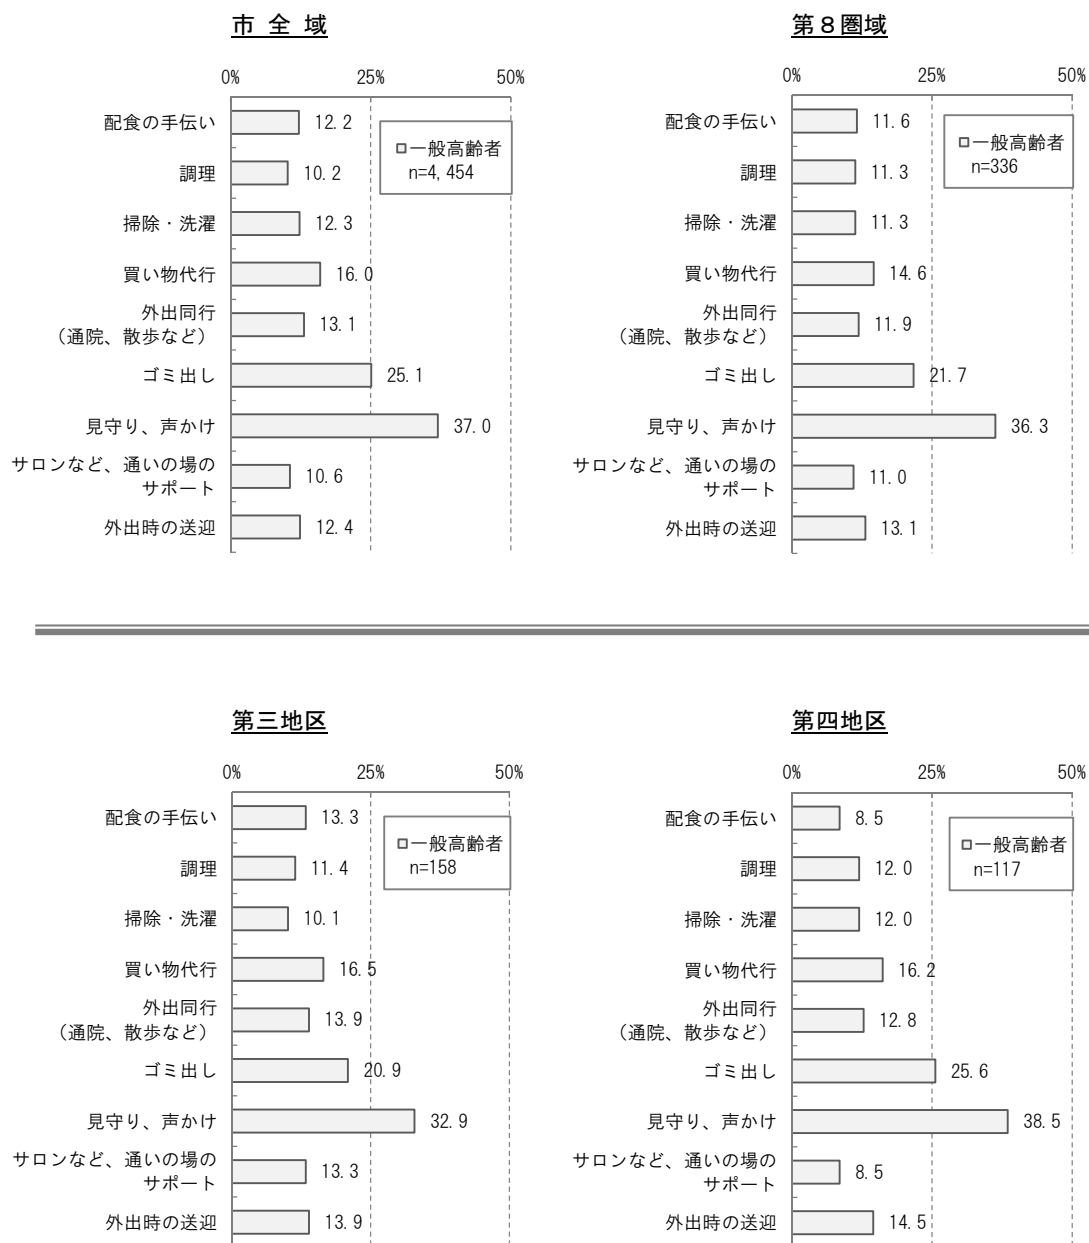 市 全 域
0% 25% 50%
一般高齢者
n=4,454
配食の手伝い 12.2
調理 10.2
掃除・洗濯 12.3
買い物代行 16.0
外出同行
（通院、散歩など） 13.1
ゴミ出し 25.1
見守り、声かけ 37.0
サロンなど、通いの場の
サポート 10.6
外出時の送迎 12.4
第８圏域
0% 25% 50%
一般高齢者
n=336
配食の手伝い 11.6
調理 11.3
掃除・洗濯 11.3
買い物代行 14.6
外出同行
（通院、散歩など） 11.9
ゴミ出し 21.7
見守り、声かけ 36.3
サロンなど、通いの場の
サポート 11.0
外出時の送迎 13.1
第三地区
0% 25% 50%
一般高齢者
n=158
配食の手伝い 13.3
調理 11.4
掃除・洗濯 10.1
買い物代行 16.5
外出同行
（通院、散歩など） 13.9
ゴミ出し 20.9
見守り、声かけ 32.9
サロンなど、通いの場の
サポート 13.3
外出時の送迎 13.9
第四地区
0% 25% 50%
一般高齢者
n=117
配食の手伝い 8.5
調理 12.0
掃除・洗濯 12.0
買い物代行 16.2
外出同行
（通院、散歩など） 12.8
ゴミ出し 25.6
見守り、声かけ 38.5
サロンなど、通いの場の
サポート 8.5
外出時の送迎 14.5